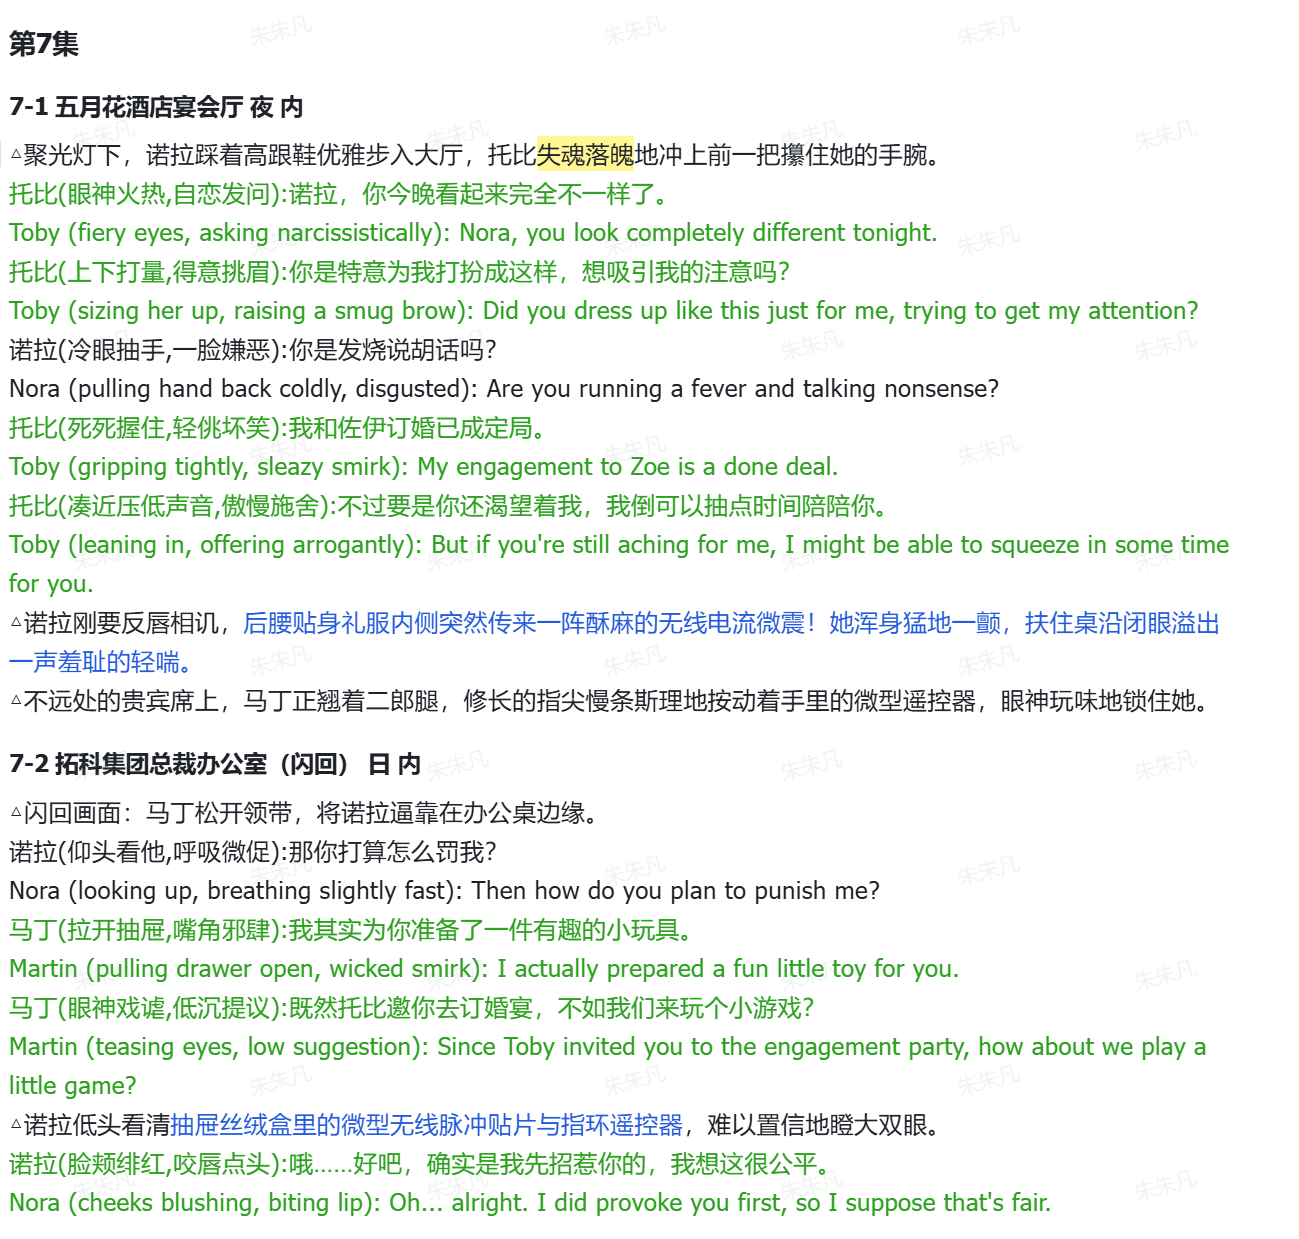 第7集
7-1 五月花酒店宴会厅 夜 内
△聚光灯下，诺拉踩着高跟鞋优雅步入大厅，托比失魂落魄地冲上前一把攥住她的手腕。
托比(眼神火热,自恋发问):诺拉，你今晚看起来完全不一样了。
Toby (fiery eyes, asking narcissistically): Nora, you look completely different tonight.
托比(上下打量,得意挑眉):你是特意为我打扮成这样，想吸引我的注意吗？
Toby (sizing her up, raising a smug brow): Did you dress up like this just for me, trying to get my attention?
诺拉(冷眼抽手,一脸嫌恶):你是发烧说胡话吗？
Nora (pulling hand back coldly, disgusted): Are you running a fever and talking nonsense?
托比(死死握住,轻佻坏笑):我和佐伊订婚已成定局。
Toby (gripping tightly, sleazy smirk): My engagement to Zoe is a done deal.
托比(凑近压低声音,傲慢施舍):不过要是你还渴望着我，我倒可以抽点时间陪陪你。
Toby (leaning in, offering arrogantly): But if you're still aching for me, I might be able to squeeze in some time
for you.
△诺拉刚要反唇相讥，后腰贴身礼服内侧突然传来一阵酥麻的无线电流微震！她浑身猛地一颤，扶住桌沿闭眼溢出
一声羞耻的轻喘。
△不远处的贵宾席上，马丁正翘着二郎腿，修长的指尖慢条斯理地按动着手里的微型遥控器，眼神玩味地锁住她。
7-2 拓科集团总裁办公室（闪回） 日 内
△闪回画面：马丁松开领带，将诺拉逼靠在办公桌边缘。
诺拉(仰头看他,呼吸微促):那你打算怎么罚我？
Nora (looking up, breathing slightly fast): Then how do you plan to punish me?
马丁(拉开抽屉,嘴角邪肆):我其实为你准备了一件有趣的小玩具。
Martin (pulling drawer open, wicked smirk): I actually prepared a fun little toy for you.
马丁(眼神戏谑,低沉提议):既然托比邀你去订婚宴，不如我们来玩个小游戏？
Martin (teasing eyes, low suggestion): Since Toby invited you to the engagement party, how about we play a
little game?
△诺拉低头看清抽屉丝绒盒里的微型无线脉冲贴片与指环遥控器，难以置信地瞪大双眼。
诺拉(脸颊绯红,咬唇点头):哦……好吧，确实是我先招惹你的，我想这很公平。
Nora (cheeks blushing, biting lip): Oh... alright. I did provoke you first, so I suppose that's fair.
朱朱凡